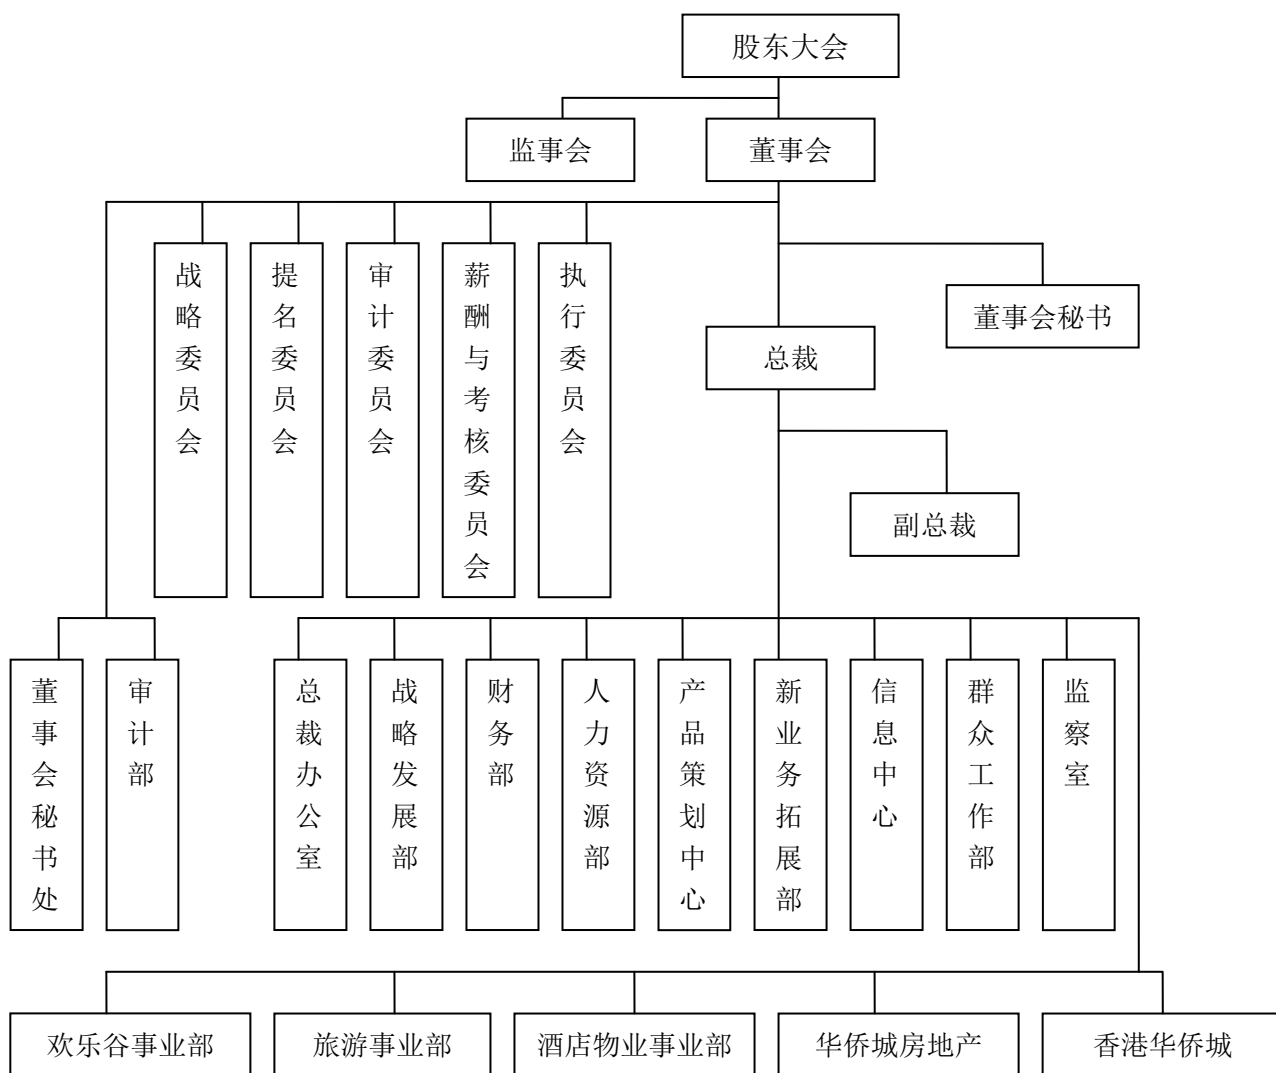 股东大会
监事会
董事会
战略委员会
提名委员会
审计委员会
薪酬与考核委员会
执行委员会
董事会秘书
总裁
副总裁
董事会秘书处
审计部
总裁办公室
战略发展部
财务部
人力资源部
产品策划中心
新业务拓展部
信息中心
群众工作部
监察室
欢乐谷事业部
旅游事业部
酒店物业事业部
华侨城房地产
香港华侨城